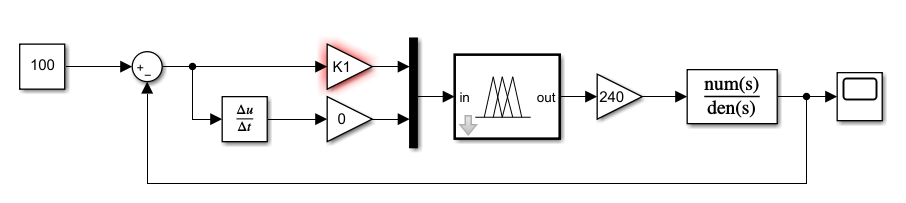 100
+
−
K1
Δu
Δt
0
in
out
240
num(s)
den(s)